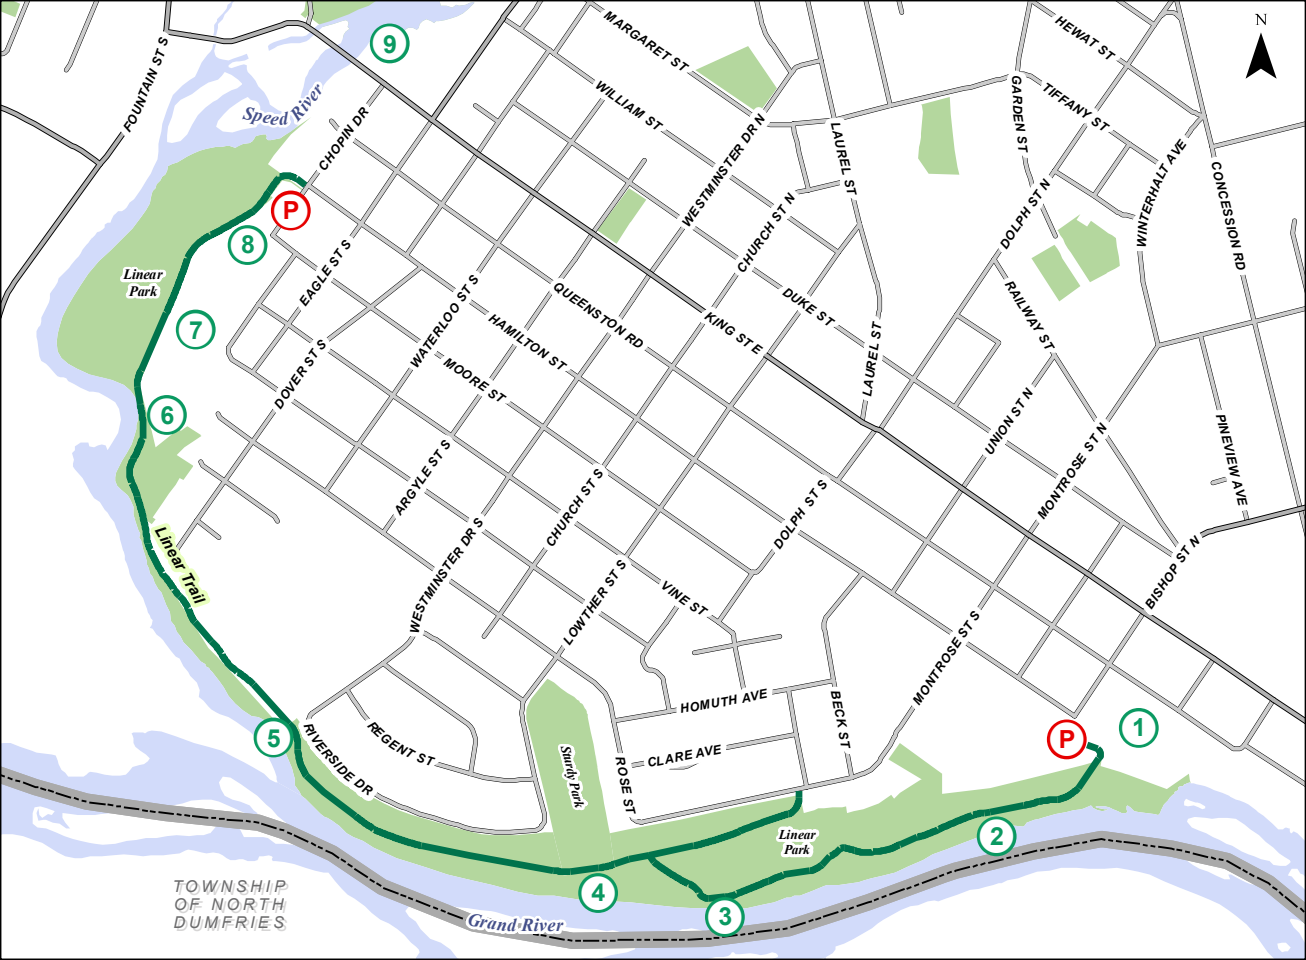 N
9
MARGARET ST
HEWAT ST
FOUNTAIN ST S
Speed River
CHOPIN DR
WILLIAM ST
WESTMINSTER DR N
LAUREL ST
GARDEN ST
TIFFANY ST
WINTERHALT AVE
CONCESSION RD
P
8
Linear
Park
7
6
EAGLE ST S
DOVER ST S
WATERLOO ST S
QUEENSTON RD
HAMILTON ST
MOORE ST
CHURCH ST N
DUKE ST
KING ST E
LAUREL ST
DOLPH ST N
RAILWAY ST
UNION ST N
MONTROSE ST N
PINEVIEW AVE
BISHOP ST N
ARGYLE ST S
CHURCH ST S
DOLPH ST S
WESTMINSTER DR S
LOWTHER ST S
VINE ST
MONTROSE ST S
Linear Trail
5
RIVERSIDE DR
REGENT ST
Sturdy Park
ROSE ST
HOMUTH AVE
CLARE AVE
BECK ST
P
1
Linear
Park
2
4
3
TOWNSHIP
OF NORTH
DUMFRIES
Grand River